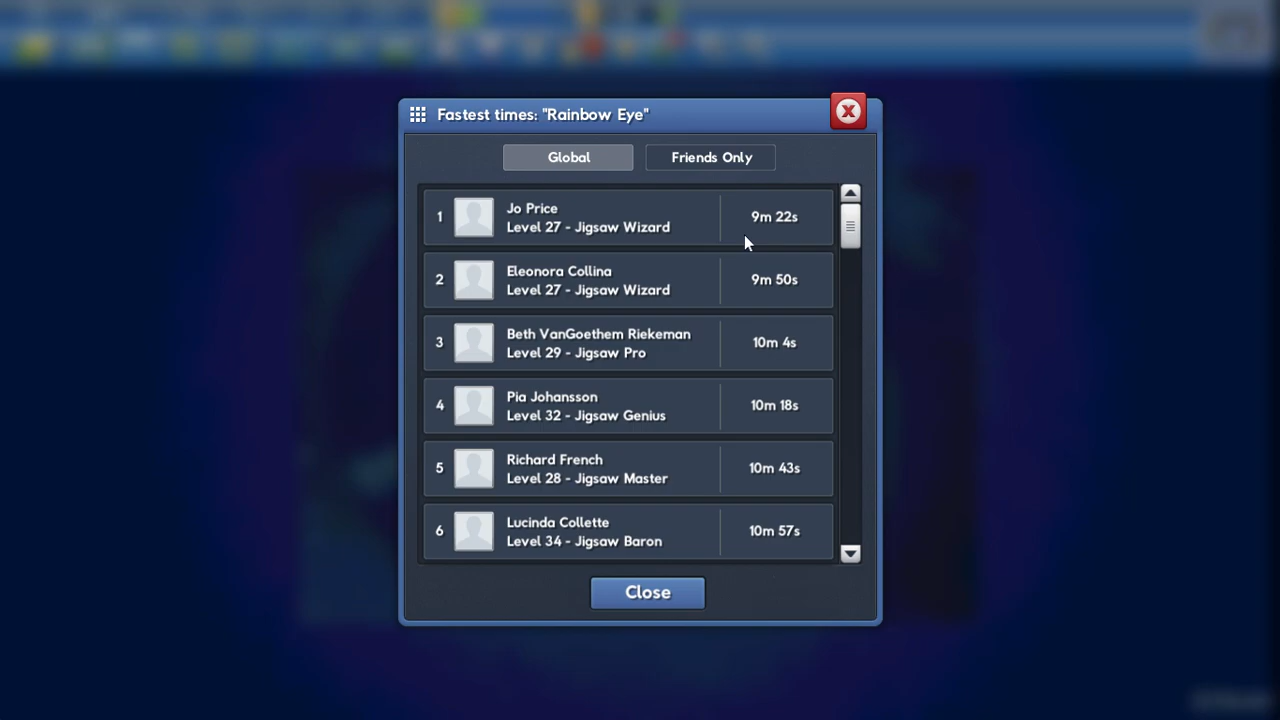 Fastest times: "Rainbow Eye"
Global
Friends Only
1
Jo Price
Level 27 - Jigsaw Wizard
9m 22s
2
Eleonora Collina
Level 27 - Jigsaw Wizard
9m 50s
3
Beth VanGoethem Riekeman
Level 29 - Jigsaw Pro
10m 4s
4
Pia Johansson
Level 32 - Jigsaw Genius
10m 18s
5
Richard French
Level 28 - Jigsaw Master
10m 43s
6
Lucinda Collette
Level 34 - Jigsaw Baron
10m 57s
Close